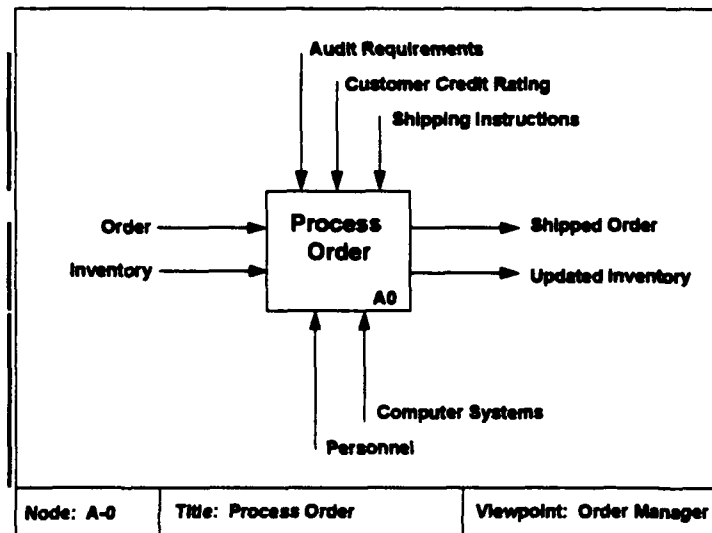 Audit Requirements
Customer Credit Rating
Shipping Instructions
Order
Inventory
Process
Order
A0
Shipped Order
Updated Inventory
Computer Systems
Personnel
Node: A-0
Title: Process Order
Viewpoint: Order Manager